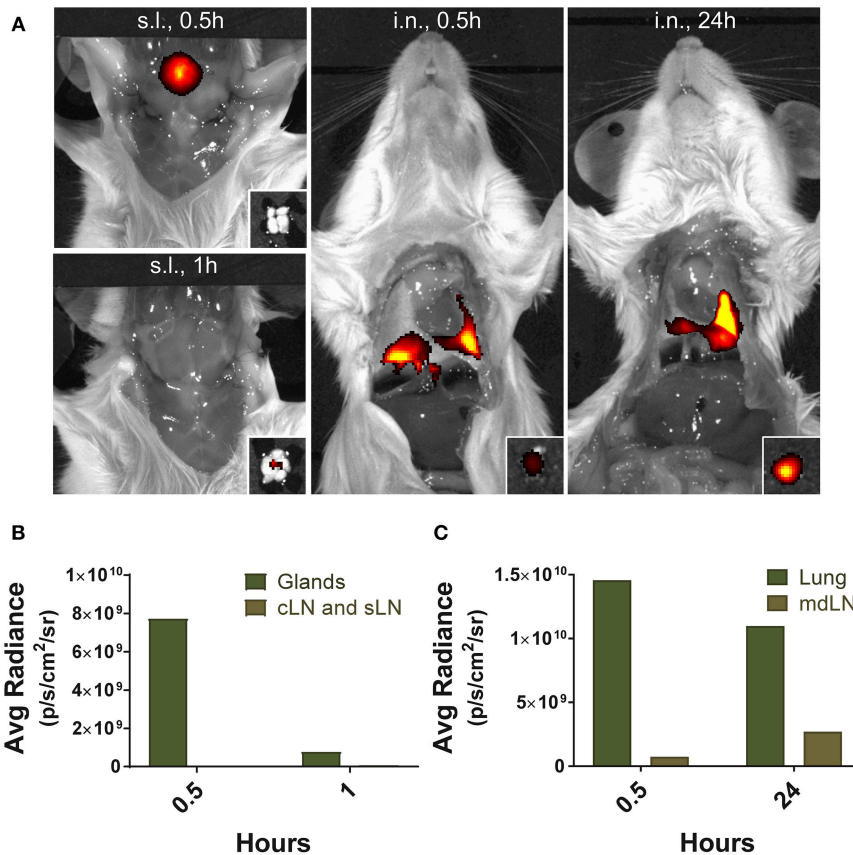 A
s.l., 0.5h
i.n., 0.5h
i.n., 24h
s.l., 1h
B
Avg Radiance
(p/s/cm²/sr)
1×10¹⁰
8×10⁹
6×10⁹
4×10⁹
2×10⁹
0
Glands
cLN and sLN
0.5
1
Hours
C
Avg Radiance
(p/s/cm²/sr)
1.5×10¹⁰
1×10¹⁰
5×10⁹
0
Lung
mdLN
0.5
24
Hours